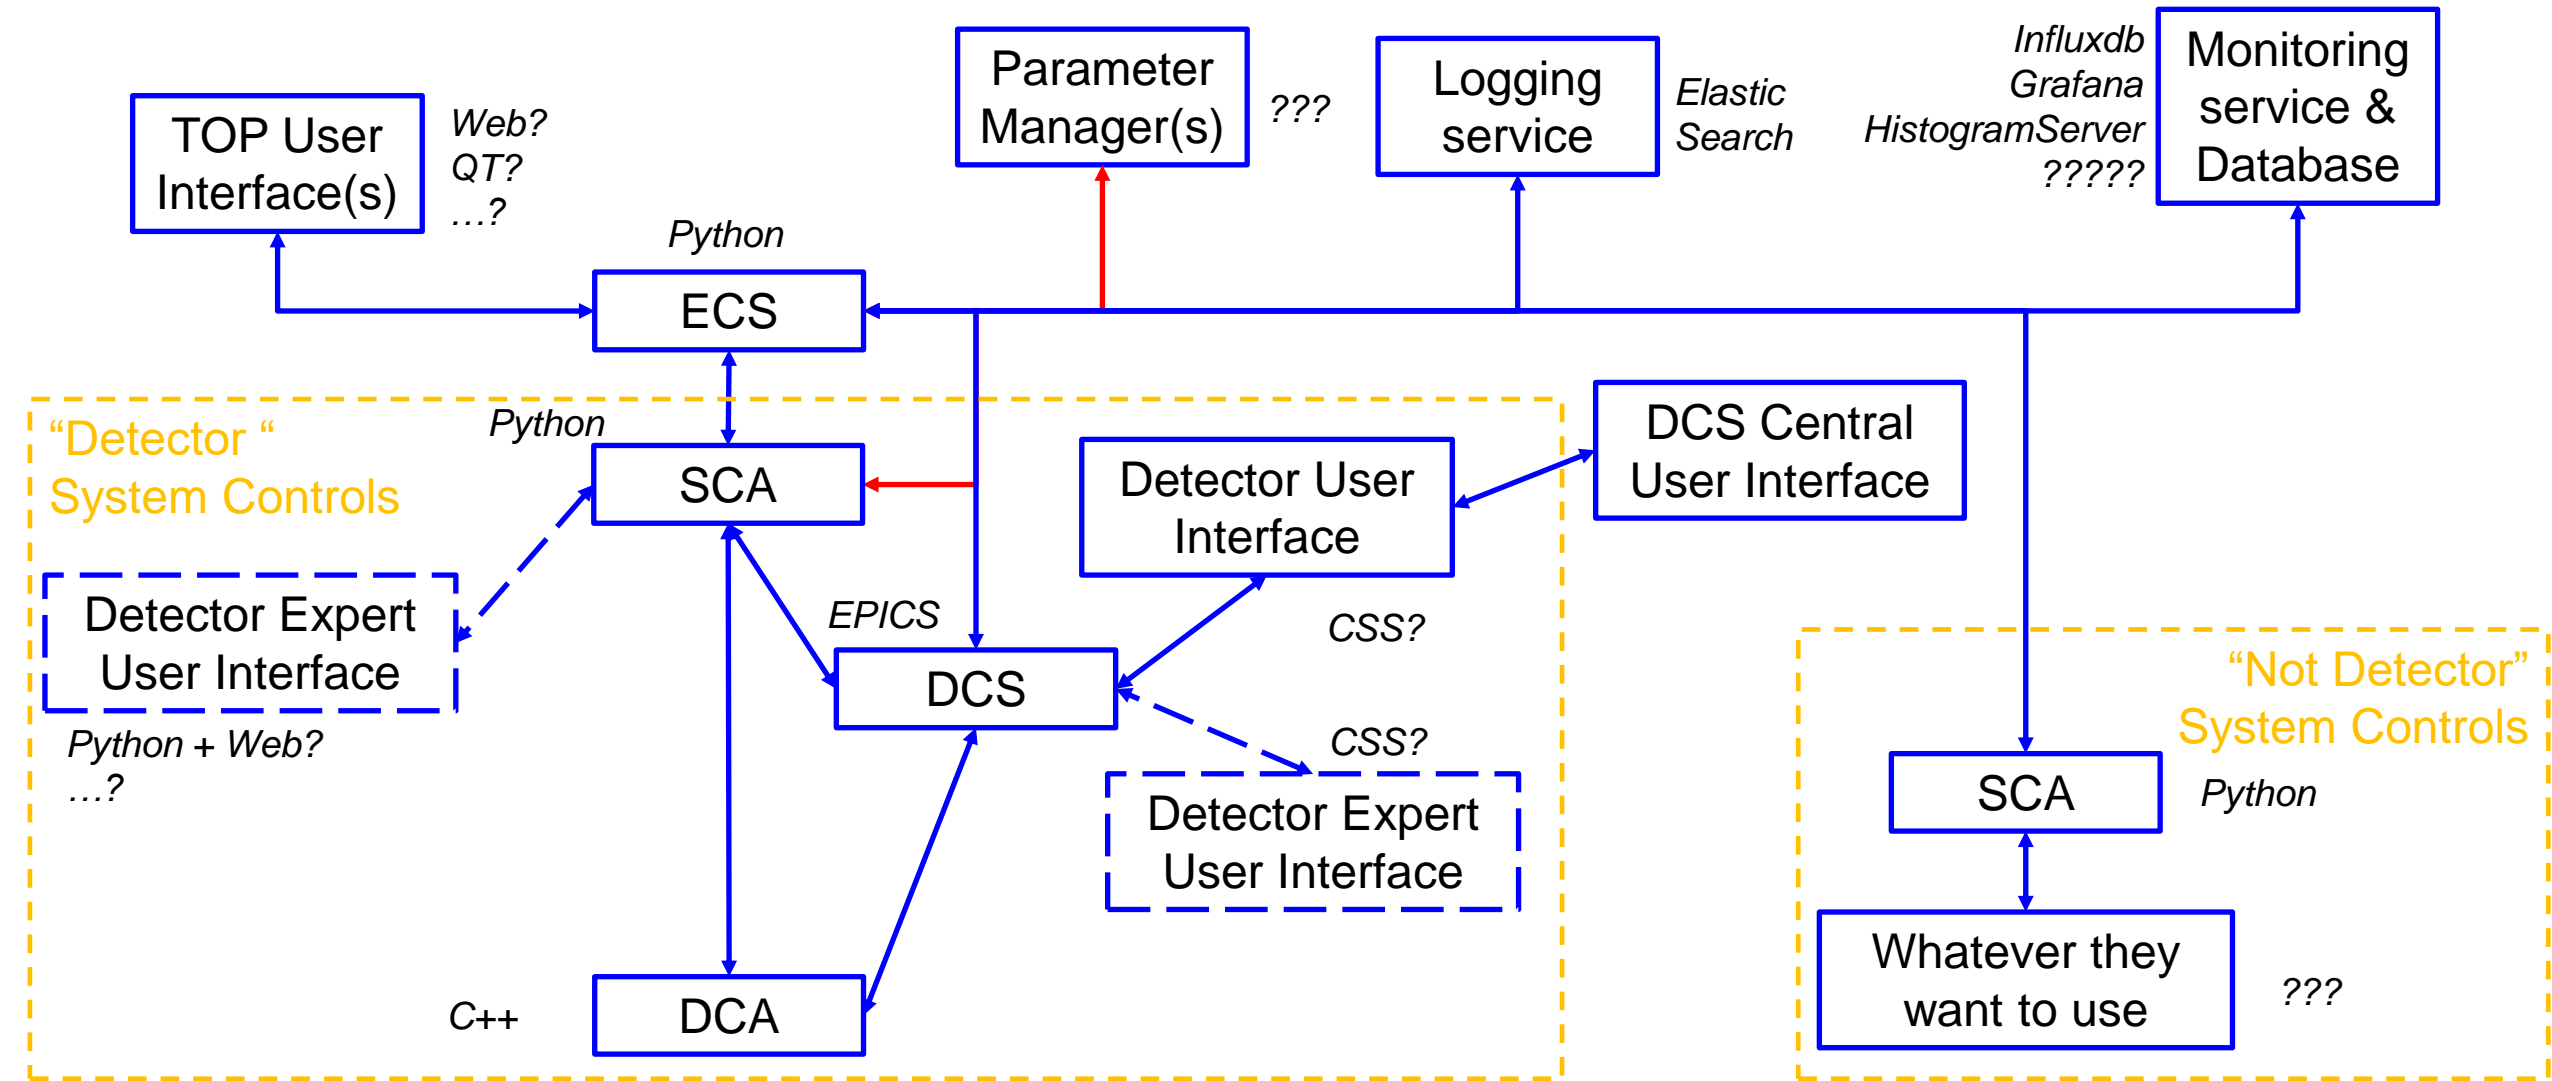 TOP User
Interface(s)
Web?
QT?
…?
Parameter
Manager(s)
???
Logging
service
Elastic
Search
Influxdb
Grafana
HistogramServer
?????
Monitoring
service &
Database
Python
ECS
“Detector “
System Controls
Python
SCA
Detector User
Interface
DCS Central
User Interface
Detector Expert
User Interface
Python + Web?
…?
EPICS
DCS
CSS?
CSS?
Detector Expert
User Interface
C++
DCA
“Not Detector”
System Controls
SCA
Python
Whatever they
want to use
???